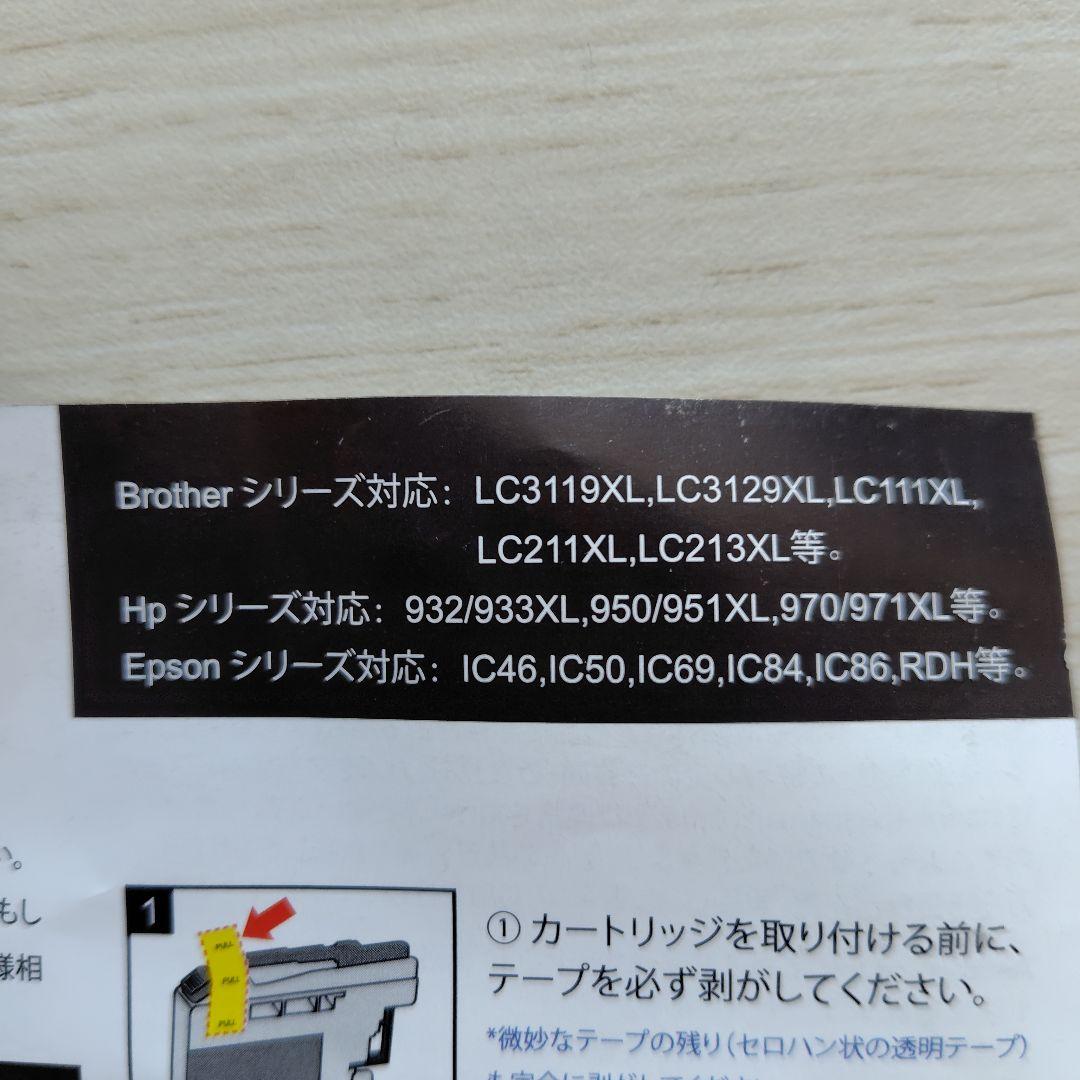 Brother シリーズ対応: LC3119XL,LC3129XL,LC111XL,
LC211XL,LC213XL等。
Hp シリーズ対応: 932/933XL,950/951XL,970/971XL等。
Epson シリーズ対応: IC46,IC50,IC69,IC84,IC86,RDH等。
い。
もし
様相
1
PULL
PULL
PULL
① カートリッジを取り付ける前に、
テープを必ず剥がしてください。
*微妙なテープの残り(セロハン状の透明テープ)